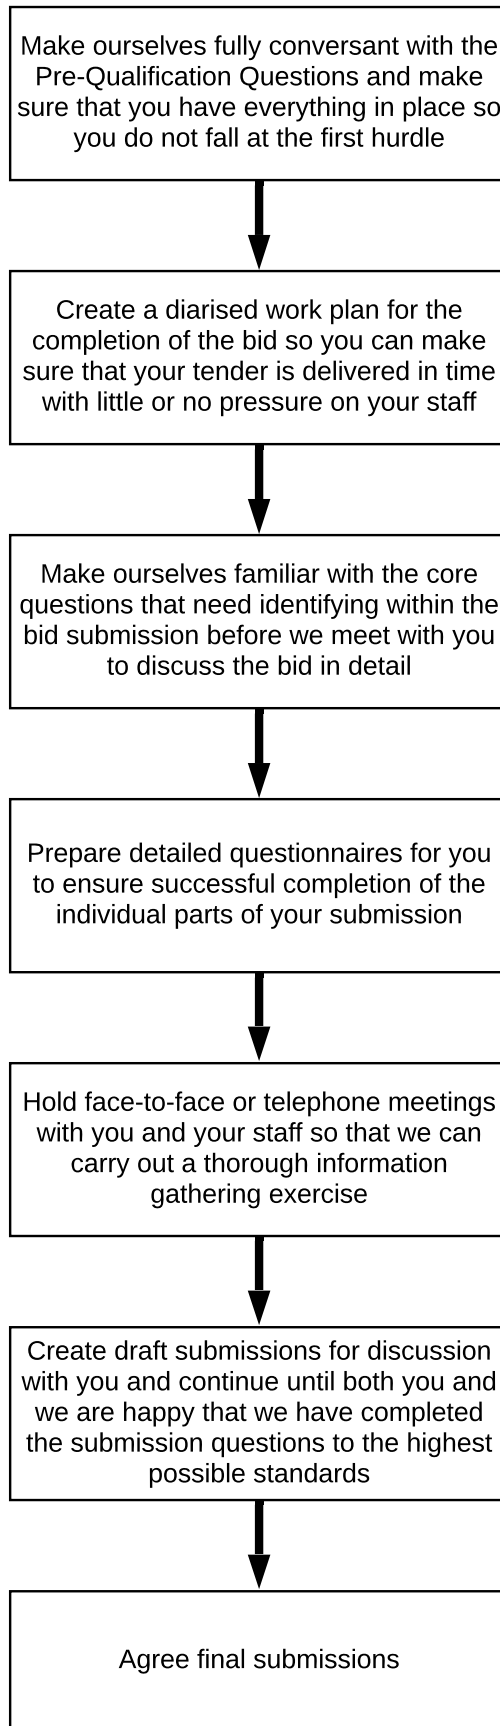 Make ourselves fully conversant with the
Pre-Qualification Questions and make
sure that you have everything in place so
you do not fall at the first hurdle
Create a diarised work plan for the
completion of the bid so you can make
sure that your tender is delivered in time
with little or no pressure on your staff
Make ourselves familiar with the core
questions that need identifying within the
bid submission before we meet with you
to discuss the bid in detail
Prepare detailed questionnaires for you
to ensure successful completion of the
individual parts of your submission
Hold face-to-face or telephone meetings
with you and your staff so that we can
carry out a thorough information
gathering exercise
Create draft submissions for discussion
with you and continue until both you and
we are happy that we have completed
the submission questions to the highest
possible standards
Agree final submissions